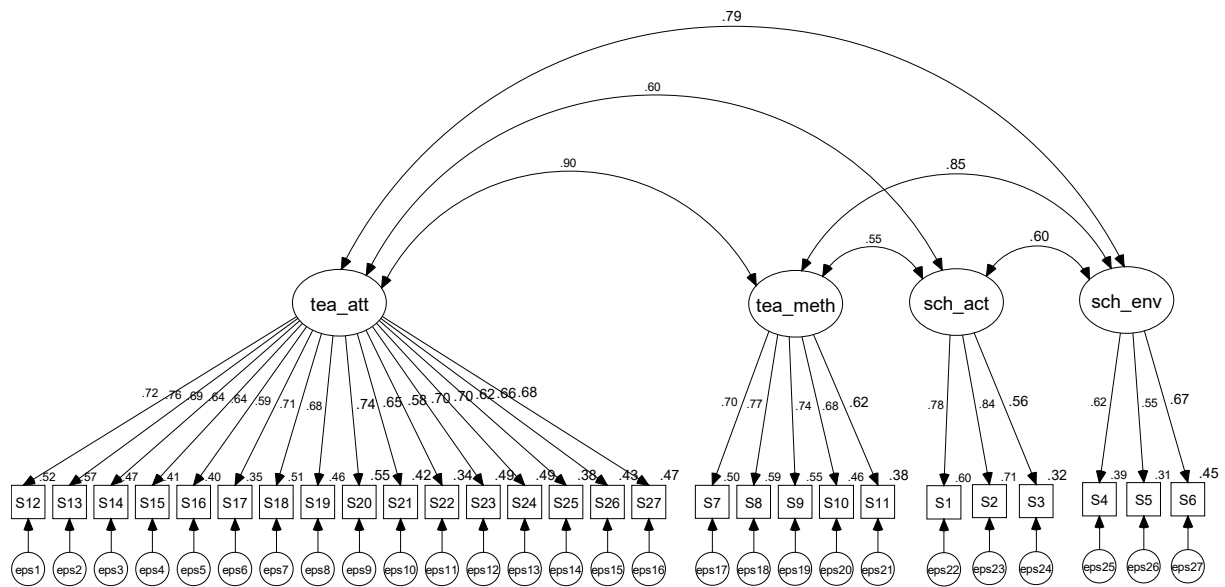 .79
.60
.90
.85
.55
.60
tea_att
tea_meth
sch_act
sch_env
.72 .76 .69 .64 .64 .59 .71 .68 .74 .65 .58 .70 .70 .62 .66 .68
.70 .77 .74 .68 .62
.78 .84 .56
.62 .55 .67
.52 .57 .47 .41 .40 .35 .51 .46 .55 .42 .34 .49 .49 .38 .43 .47
.50 .59 .55 .46 .38
.60 .71 .32
.39 .31 .45
S12 S13 S14 S15 S16 S17 S18 S19 S20 S21 S22 S23 S24 S25 S26 S27
S7 S8 S9 S10 S11
S1 S2 S3
S4 S5 S6
eps1 eps2 eps3 eps4 eps5 eps6 eps7 eps8 eps9 eps10 eps11 eps12 eps13 eps14 eps15 eps16
eps17 eps18 eps19 eps20 eps21
eps22 eps23 eps24
eps25 eps26 eps27